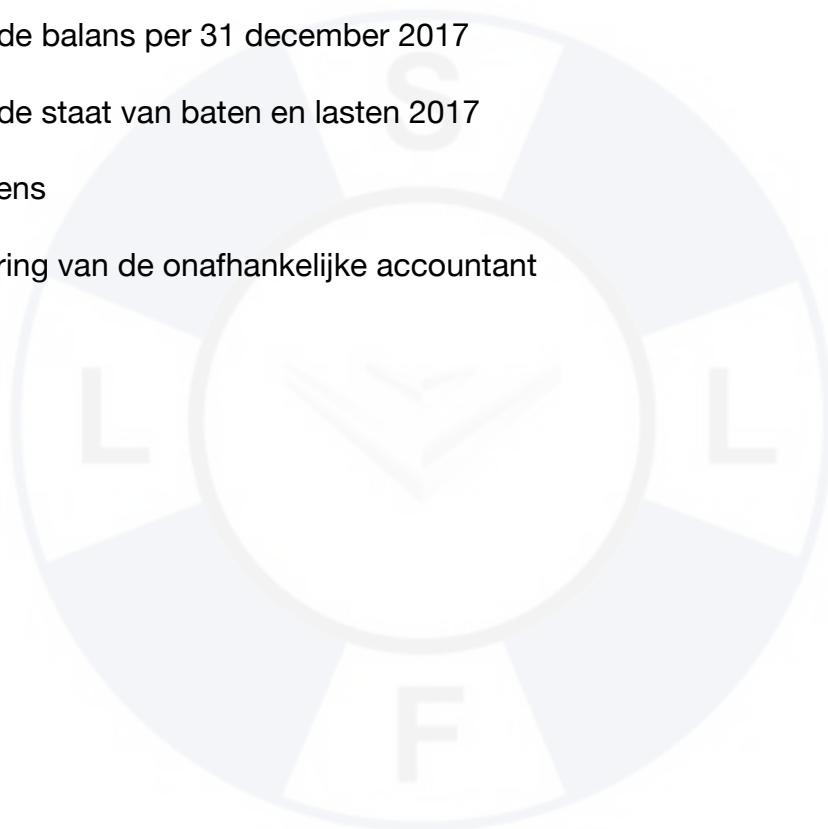 de balans per 31 december 2017
S
de staat van baten en lasten 2017
ens
ring van de onafhankelijke accountant
L L
F